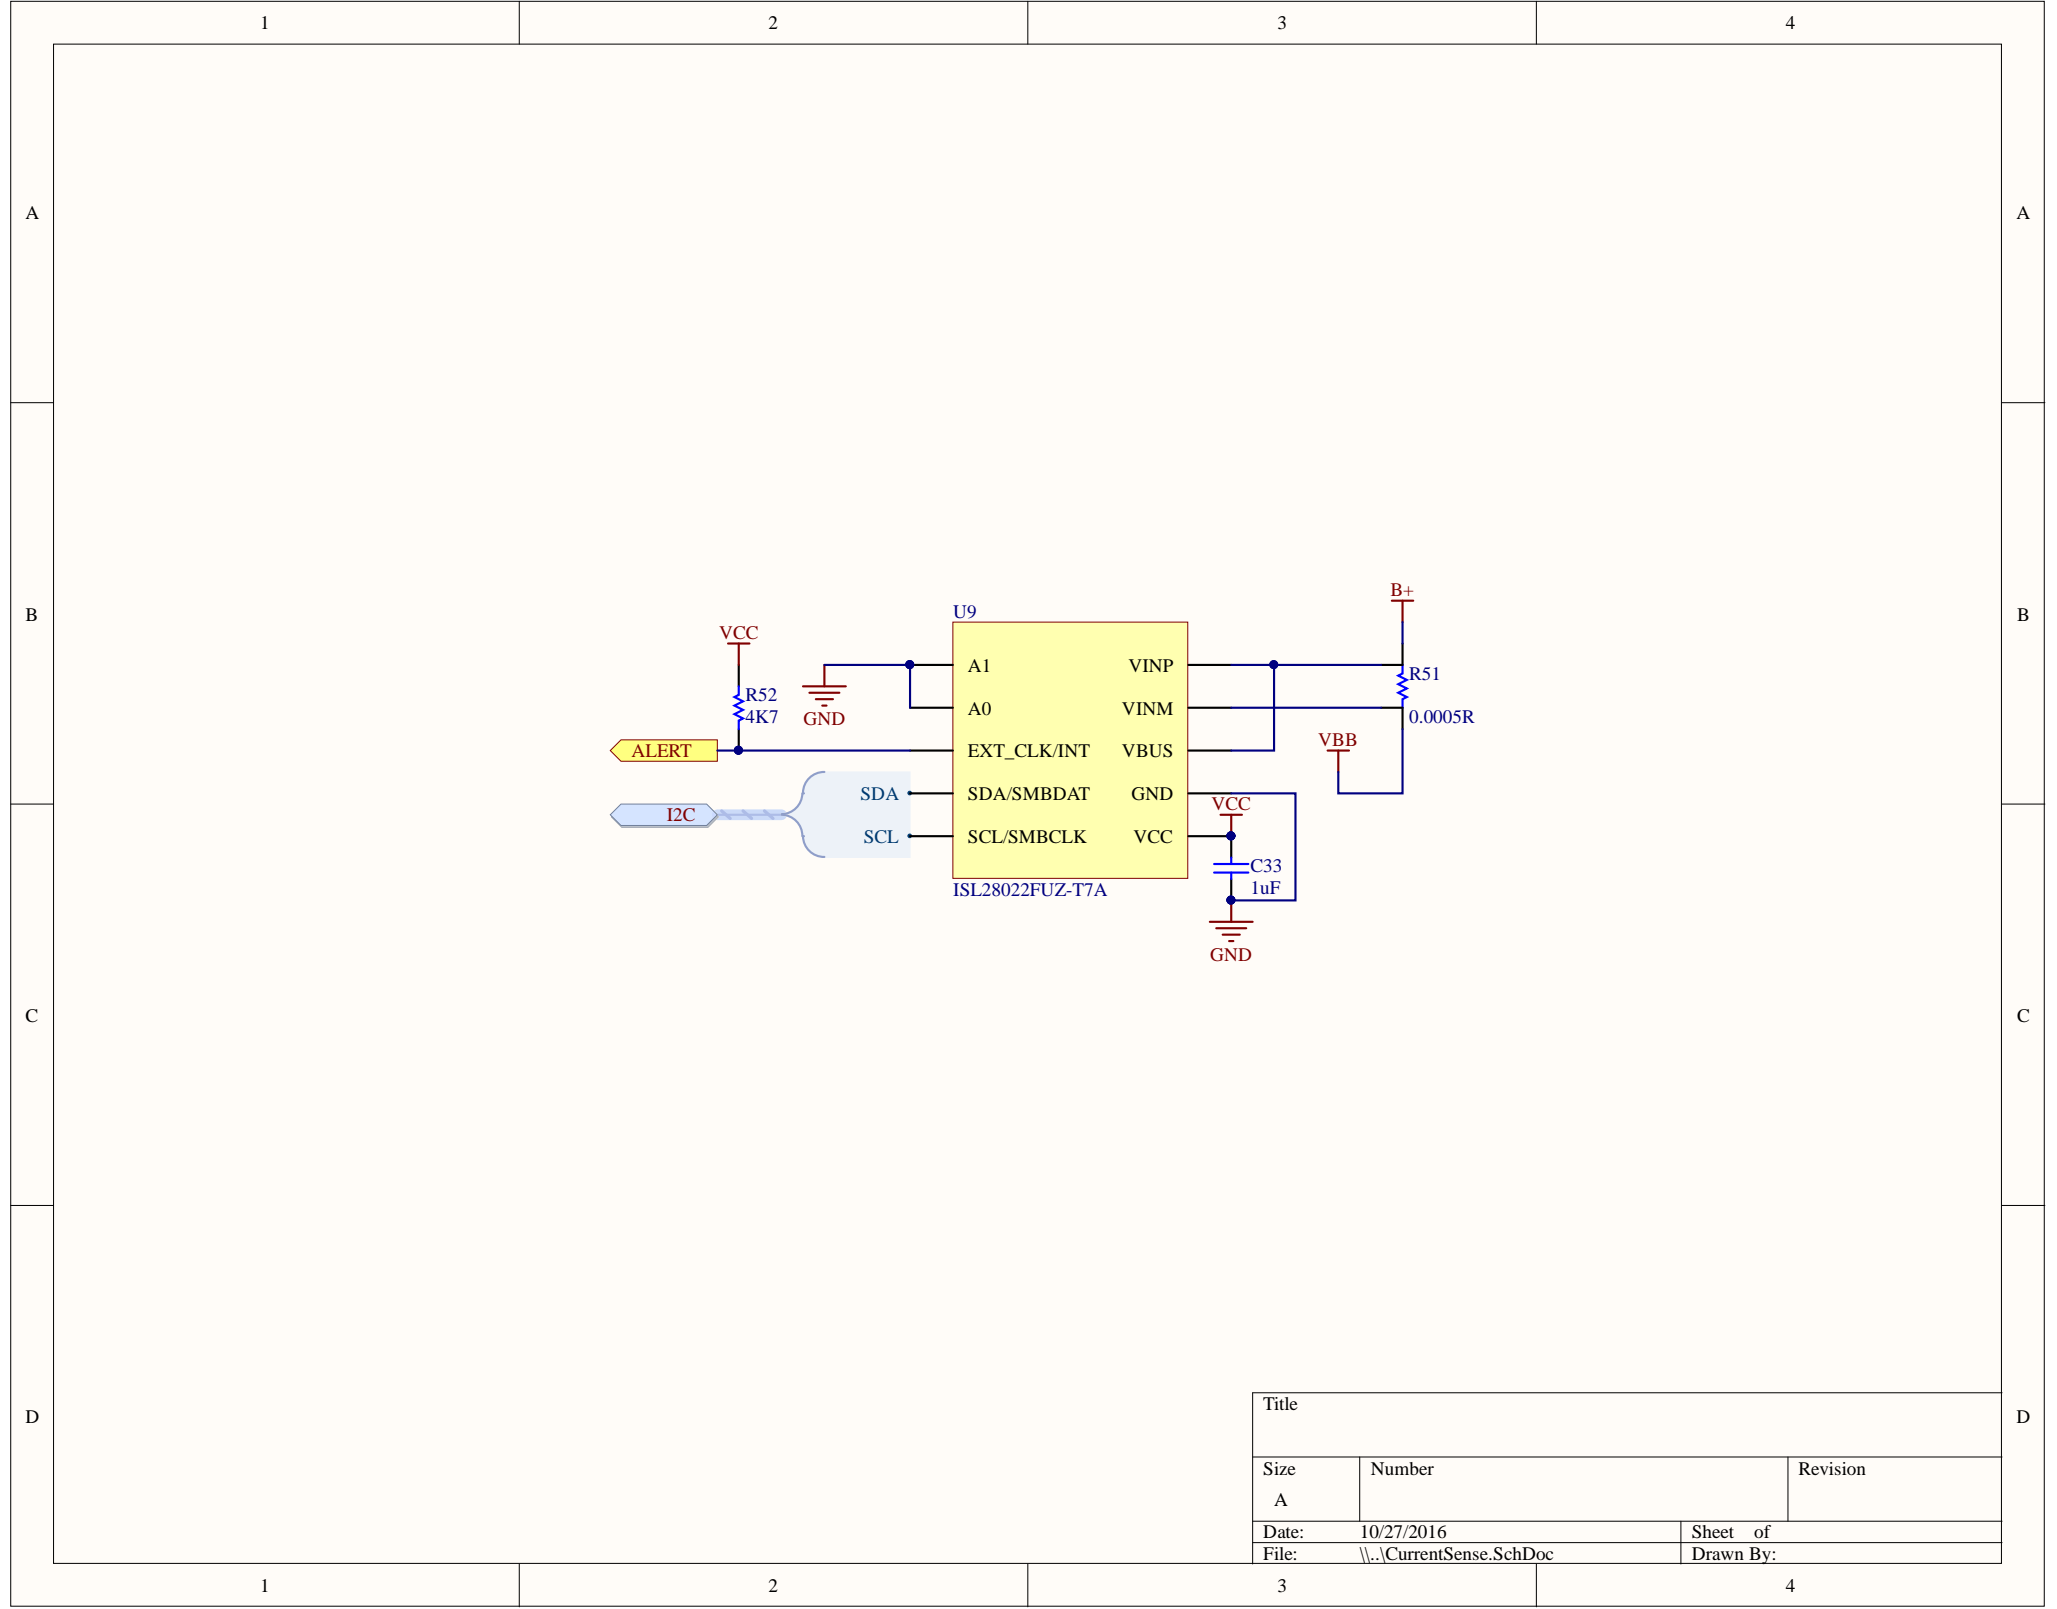 1 2 3 4
A A
B B
C C
D D
U9
B+
VCC
A1 VINP
R51
R52
4K7
GND
A0 VINM
0.0005R
VBB
ALERT
EXT_CLK/INT VBUS
SDA
SDA/SMBDAT GND
VCC
I2C
SCL
SCL/SMBCLK VCC
C33
1uF
ISL28022FUZ-T7A
GND
Title
Size Number Revision
A
Date: 10/27/2016 Sheet of
File: \\..\CurrentSense.SchDoc Drawn By:
1 2 3 4